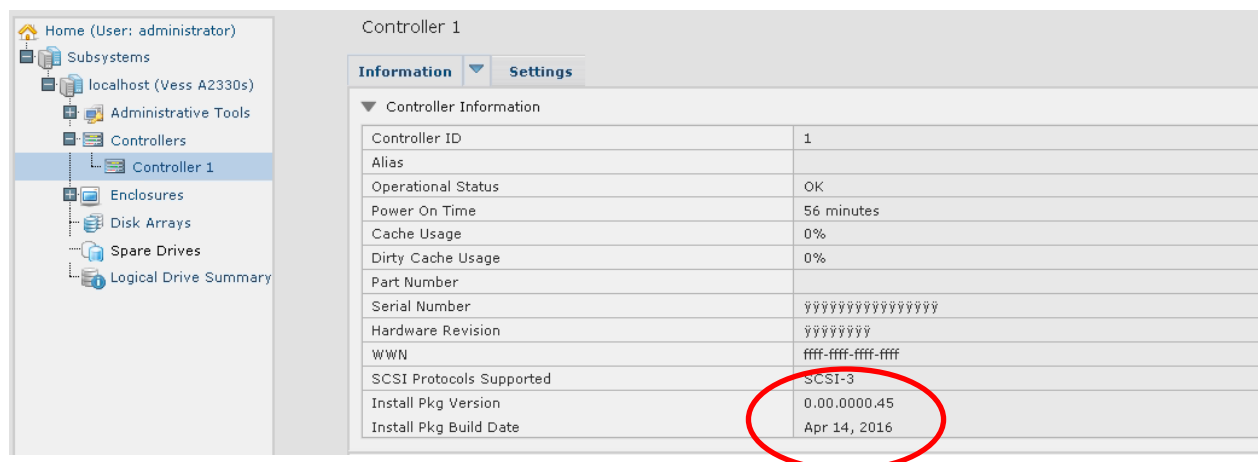 Home (User: administrator)
Subsystems
localhost (Vess A2330s)
Administrative Tools
Controllers
Controller 1
Enclosures
Disk Arrays
Spare Drives
Logical Drive Summary
Controller 1
Information Settings
Controller Information
Controller ID 1
Alias
Operational Status OK
Power On Time 56 minutes
Cache Usage 0%
Dirty Cache Usage 0%
Part Number
Serial Number ÿÿÿÿÿÿÿÿÿÿÿÿÿÿÿÿ
Hardware Revision ÿÿÿÿÿÿÿÿ
WWN ffff-ffff-ffff-ffff
SCSI Protocols Supported SCSI-3
Install Pkg Version 0.00.0000.45
Install Pkg Build Date Apr 14, 2016